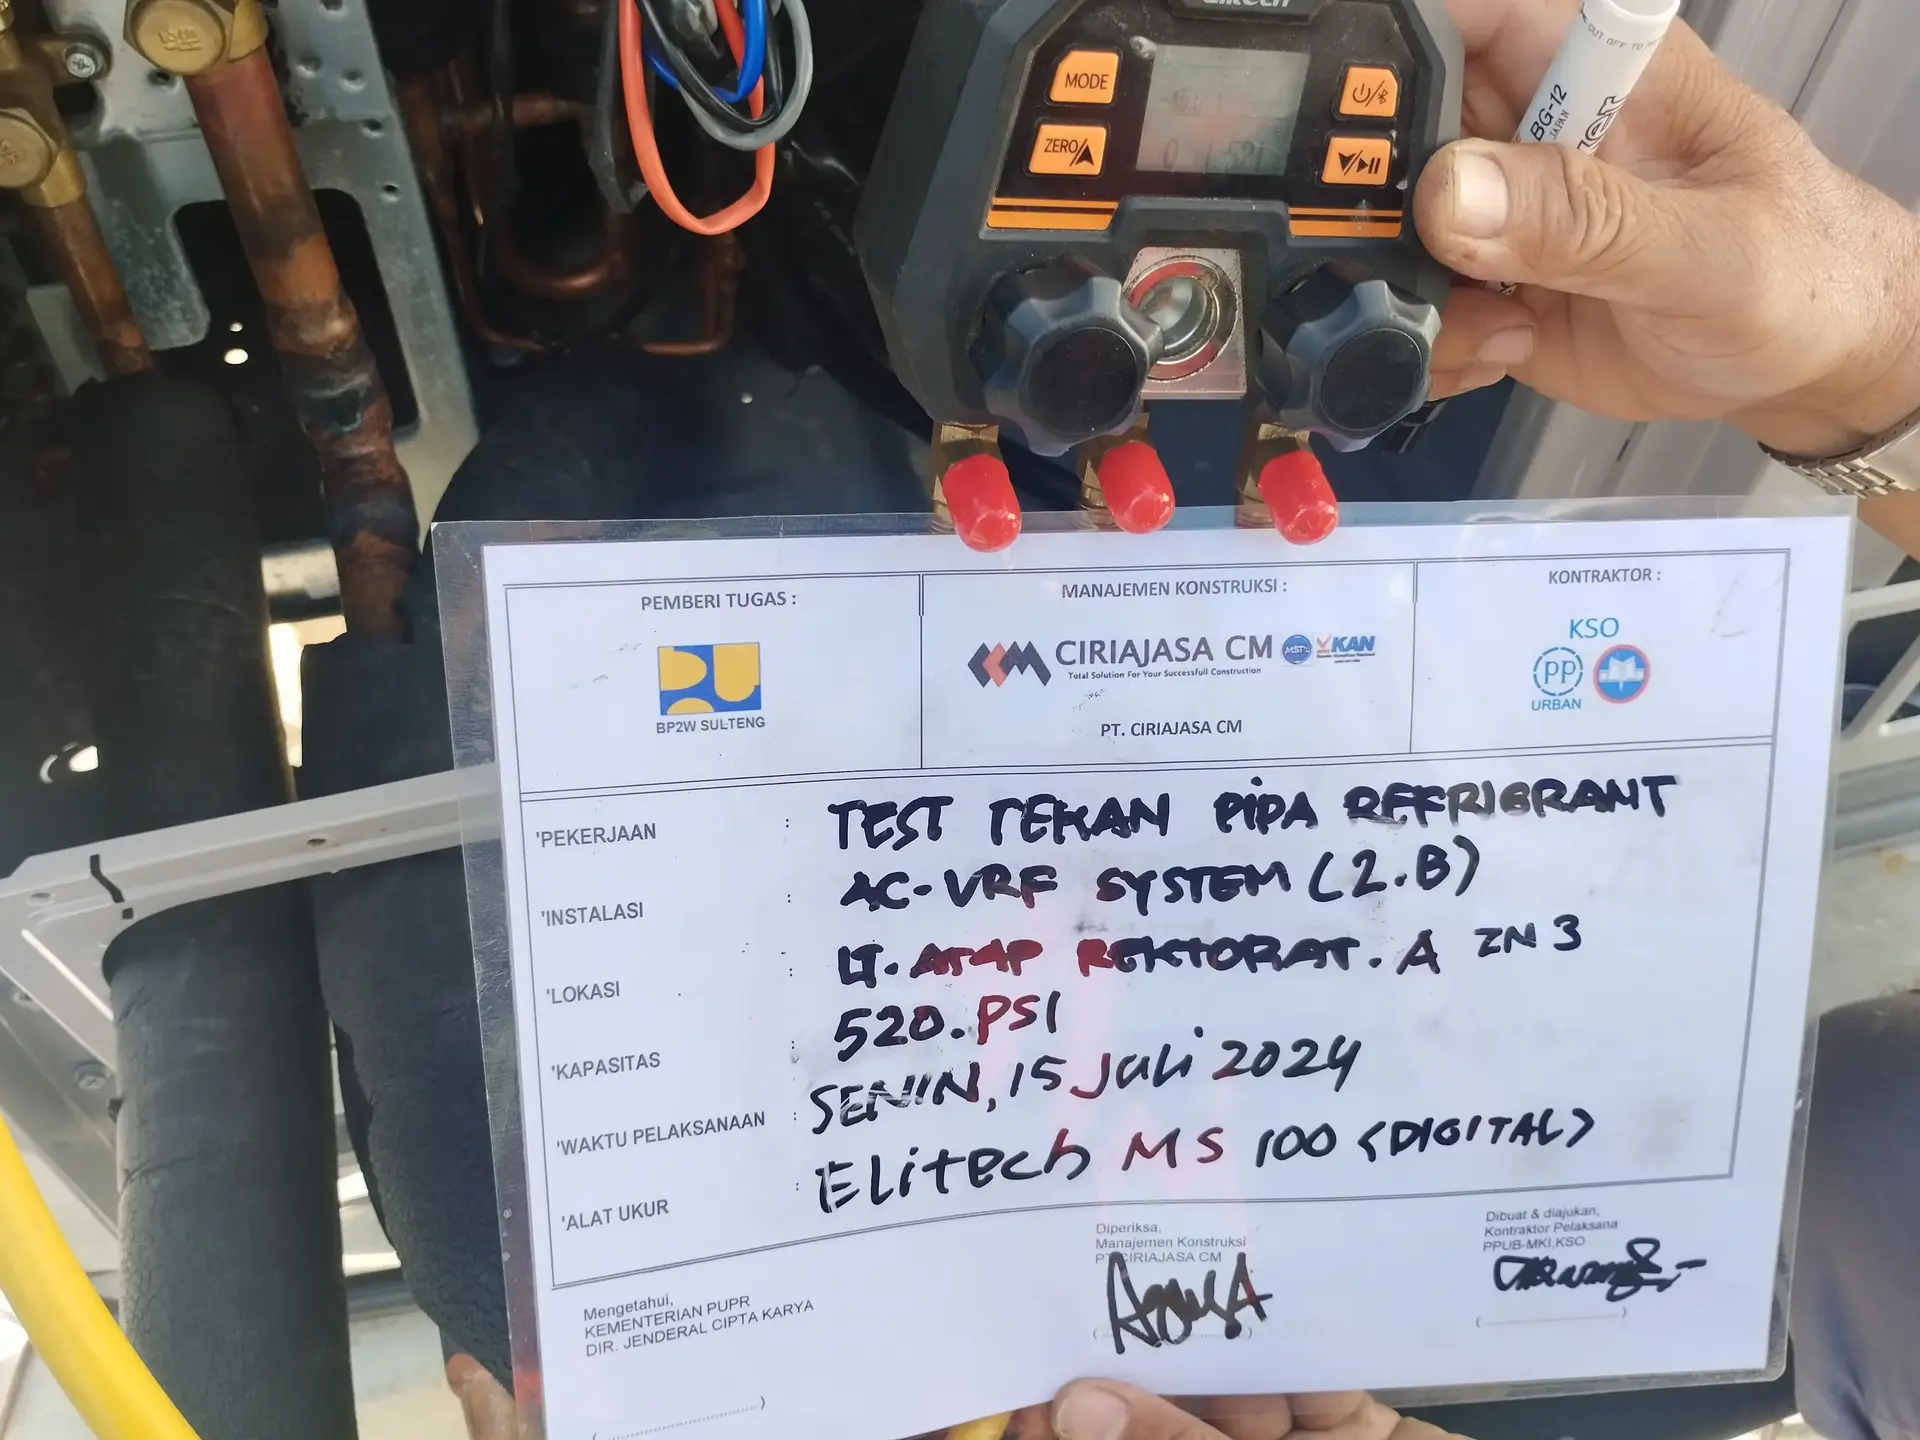 Elitech
MODE
ZERO/
BG-12
JAPAN
PEMBERI TUGAS :
MANAJEMEN KONSTRUKSI :
KONTRAKTOR :
BP2W SULTENG
CIRIAJASA CM
Total Solution For Your Successfull Construction
KAN
PT. CIRIAJASA CM
KSO
PP
URBAN
'PEKERJAAN : TEST TEKAN PIPA REFRIGRANT
'INSTALASI : AC-VRF SYSTEM (2.B)
'LOKASI : LT. ATAP REKTORAT. A ZN 3
'KAPASITAS : 520. PSI
'WAKTU PELAKSANAAN : SENIN, 15 Juli 2024
'ALAT UKUR : Elitech MS 100 <DIGITAL>
Mengetahui,
KEMENTERIAN PUPR
DIR. JENDERAL CIPTA KARYA
Diperiksa,
Manajemen Konstruksi
PT CIRIAJASA CM
Dibuat & diajukan,
Kontraktor Pelaksana
PPUB-MKI,KSO